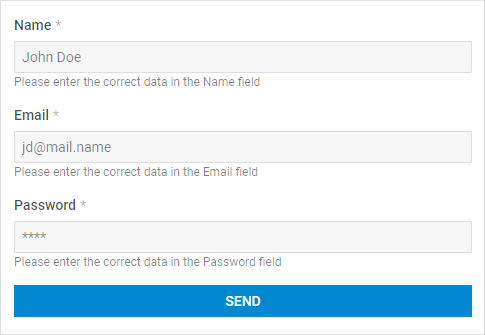 Name *
John Doe
Please enter the correct data in the Name field
Email *
jd@mail.name
Please enter the correct data in the Email field
Password *
****
Please enter the correct data in the Password field
SEND